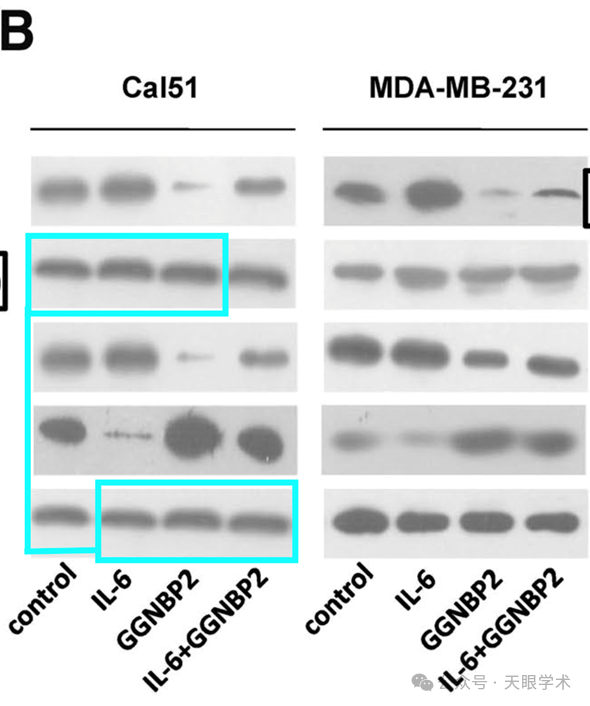 B
Cal51
MDA-MB-231
control
IL-6
GGNBP2
IL-6+GGNBP2
control
IL-6
GGNBP2
IL-6+GGNBP2
众号 · 天眼学术